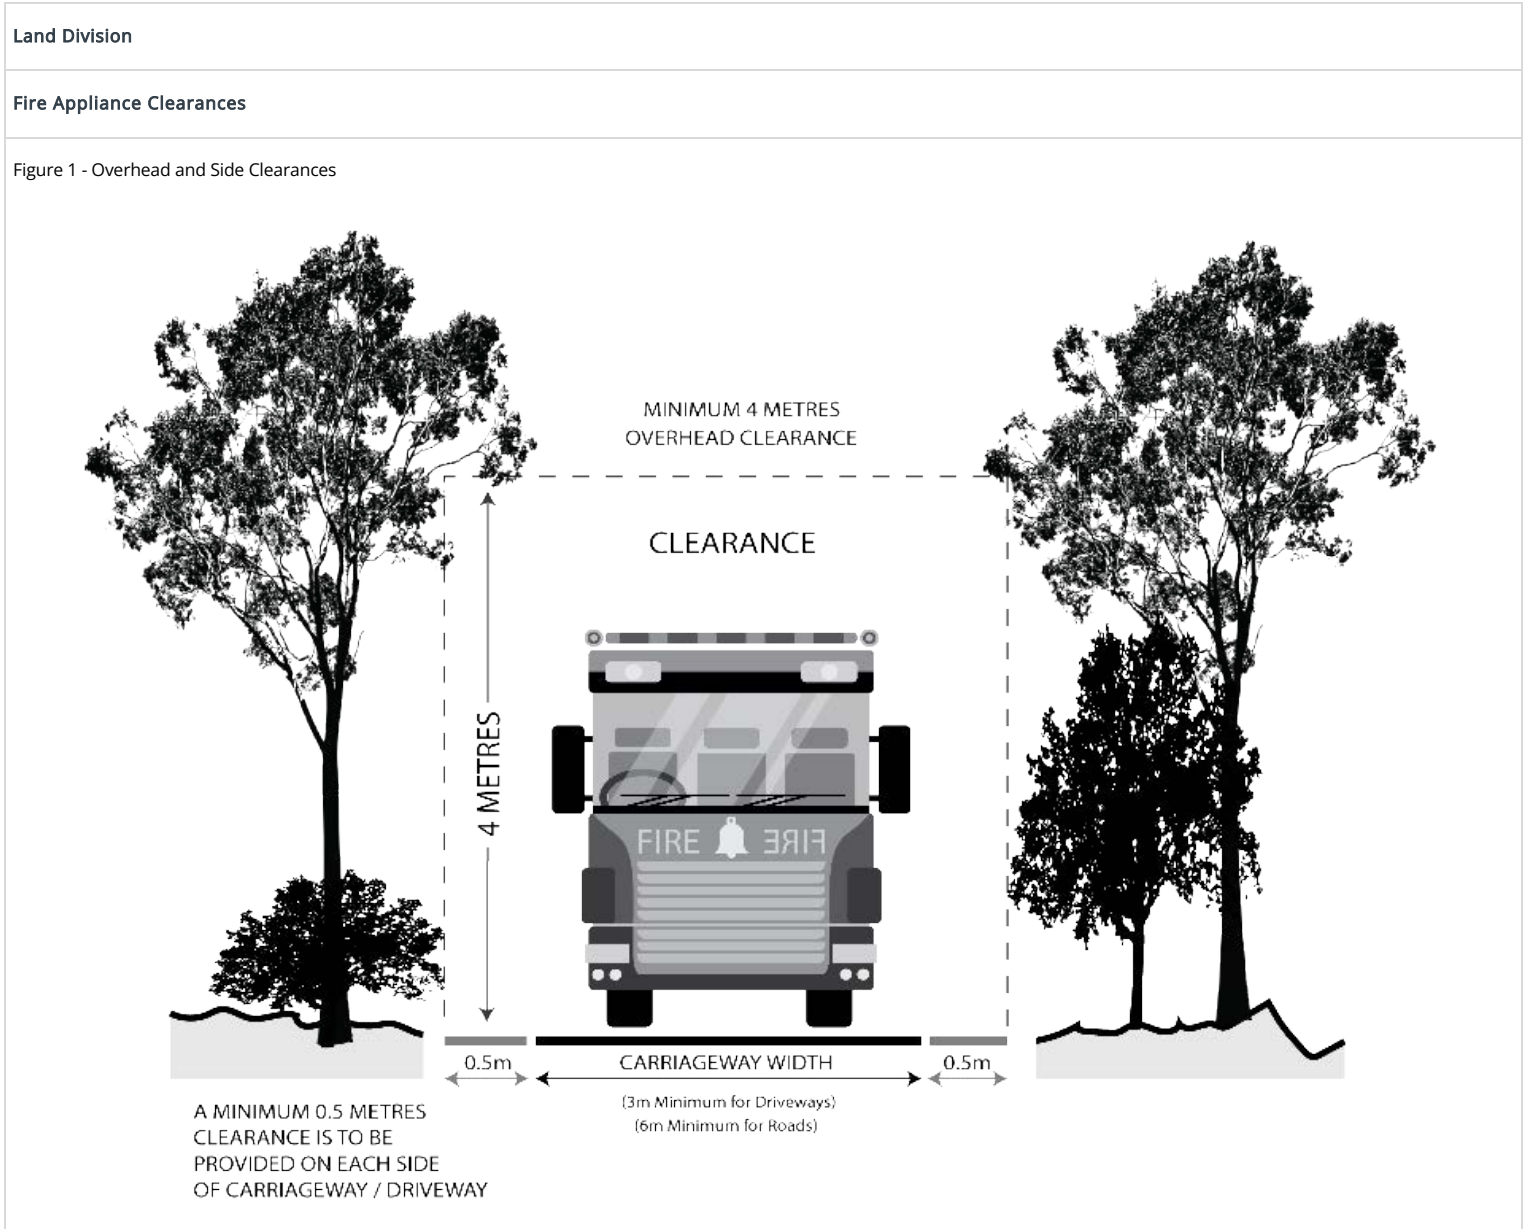 Land Division
Fire Appliance Clearances
Figure 1 - Overhead and Side Clearances
MINIMUM 4 METRES
OVERHEAD CLEARANCE
CLEARANCE
4 METRES
FIRE FIRE
0.5m CARRIAGEWAY WIDTH 0.5m
(3m Minimum for Driveways)
(6m Minimum for Roads)
A MINIMUM 0.5 METRES
CLEARANCE IS TO BE
PROVIDED ON EACH SIDE
OF CARRIAGEWAY / DRIVEWAY